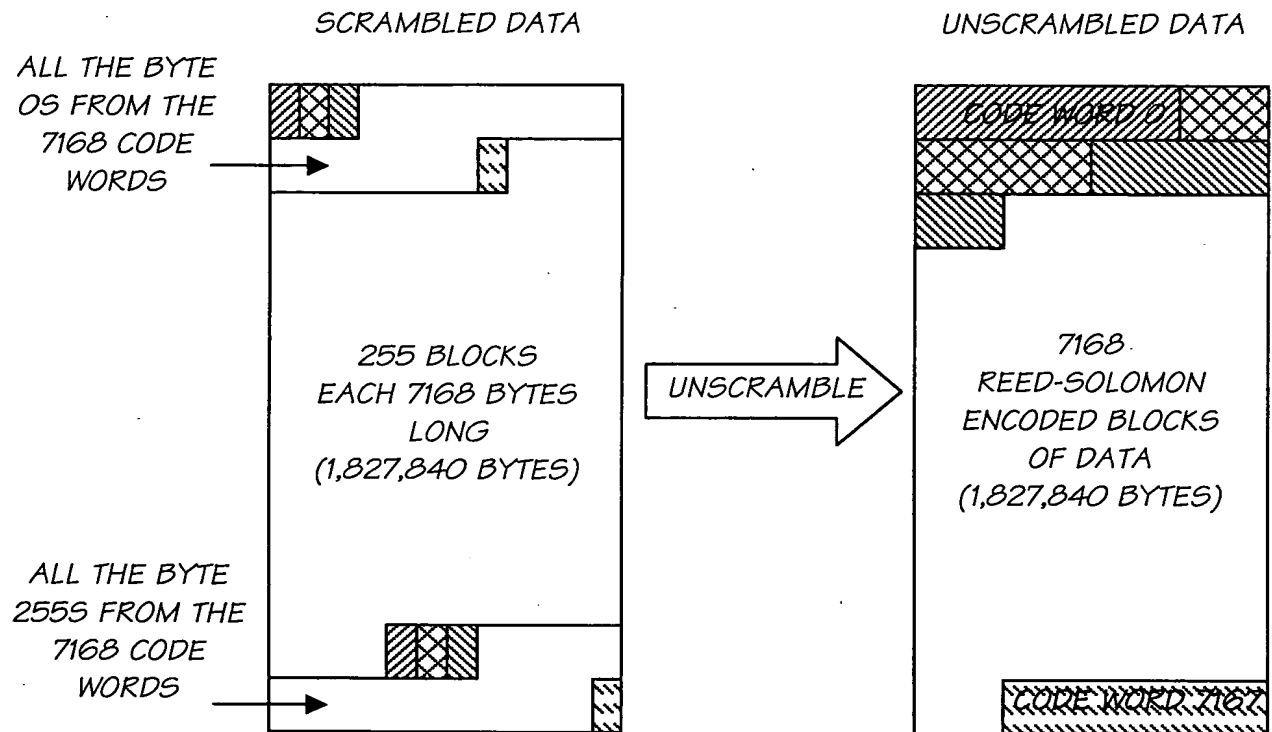 SCRAMBLED DATA
UNSCRAMBLED DATA
ALL THE BYTE
OS FROM THE
7168 CODE
WORDS
CODE WORD 0
255 BLOCKS
EACH 7168 BYTES
LONG
(1,827,840 BYTES)
UNSCRAMBLE
7168
REED-SOLOMON
ENCODED BLOCKS
OF DATA
(1,827,840 BYTES)
ALL THE BYTE
255S FROM THE
7168 CODE
WORDS
CODE WORD 7167